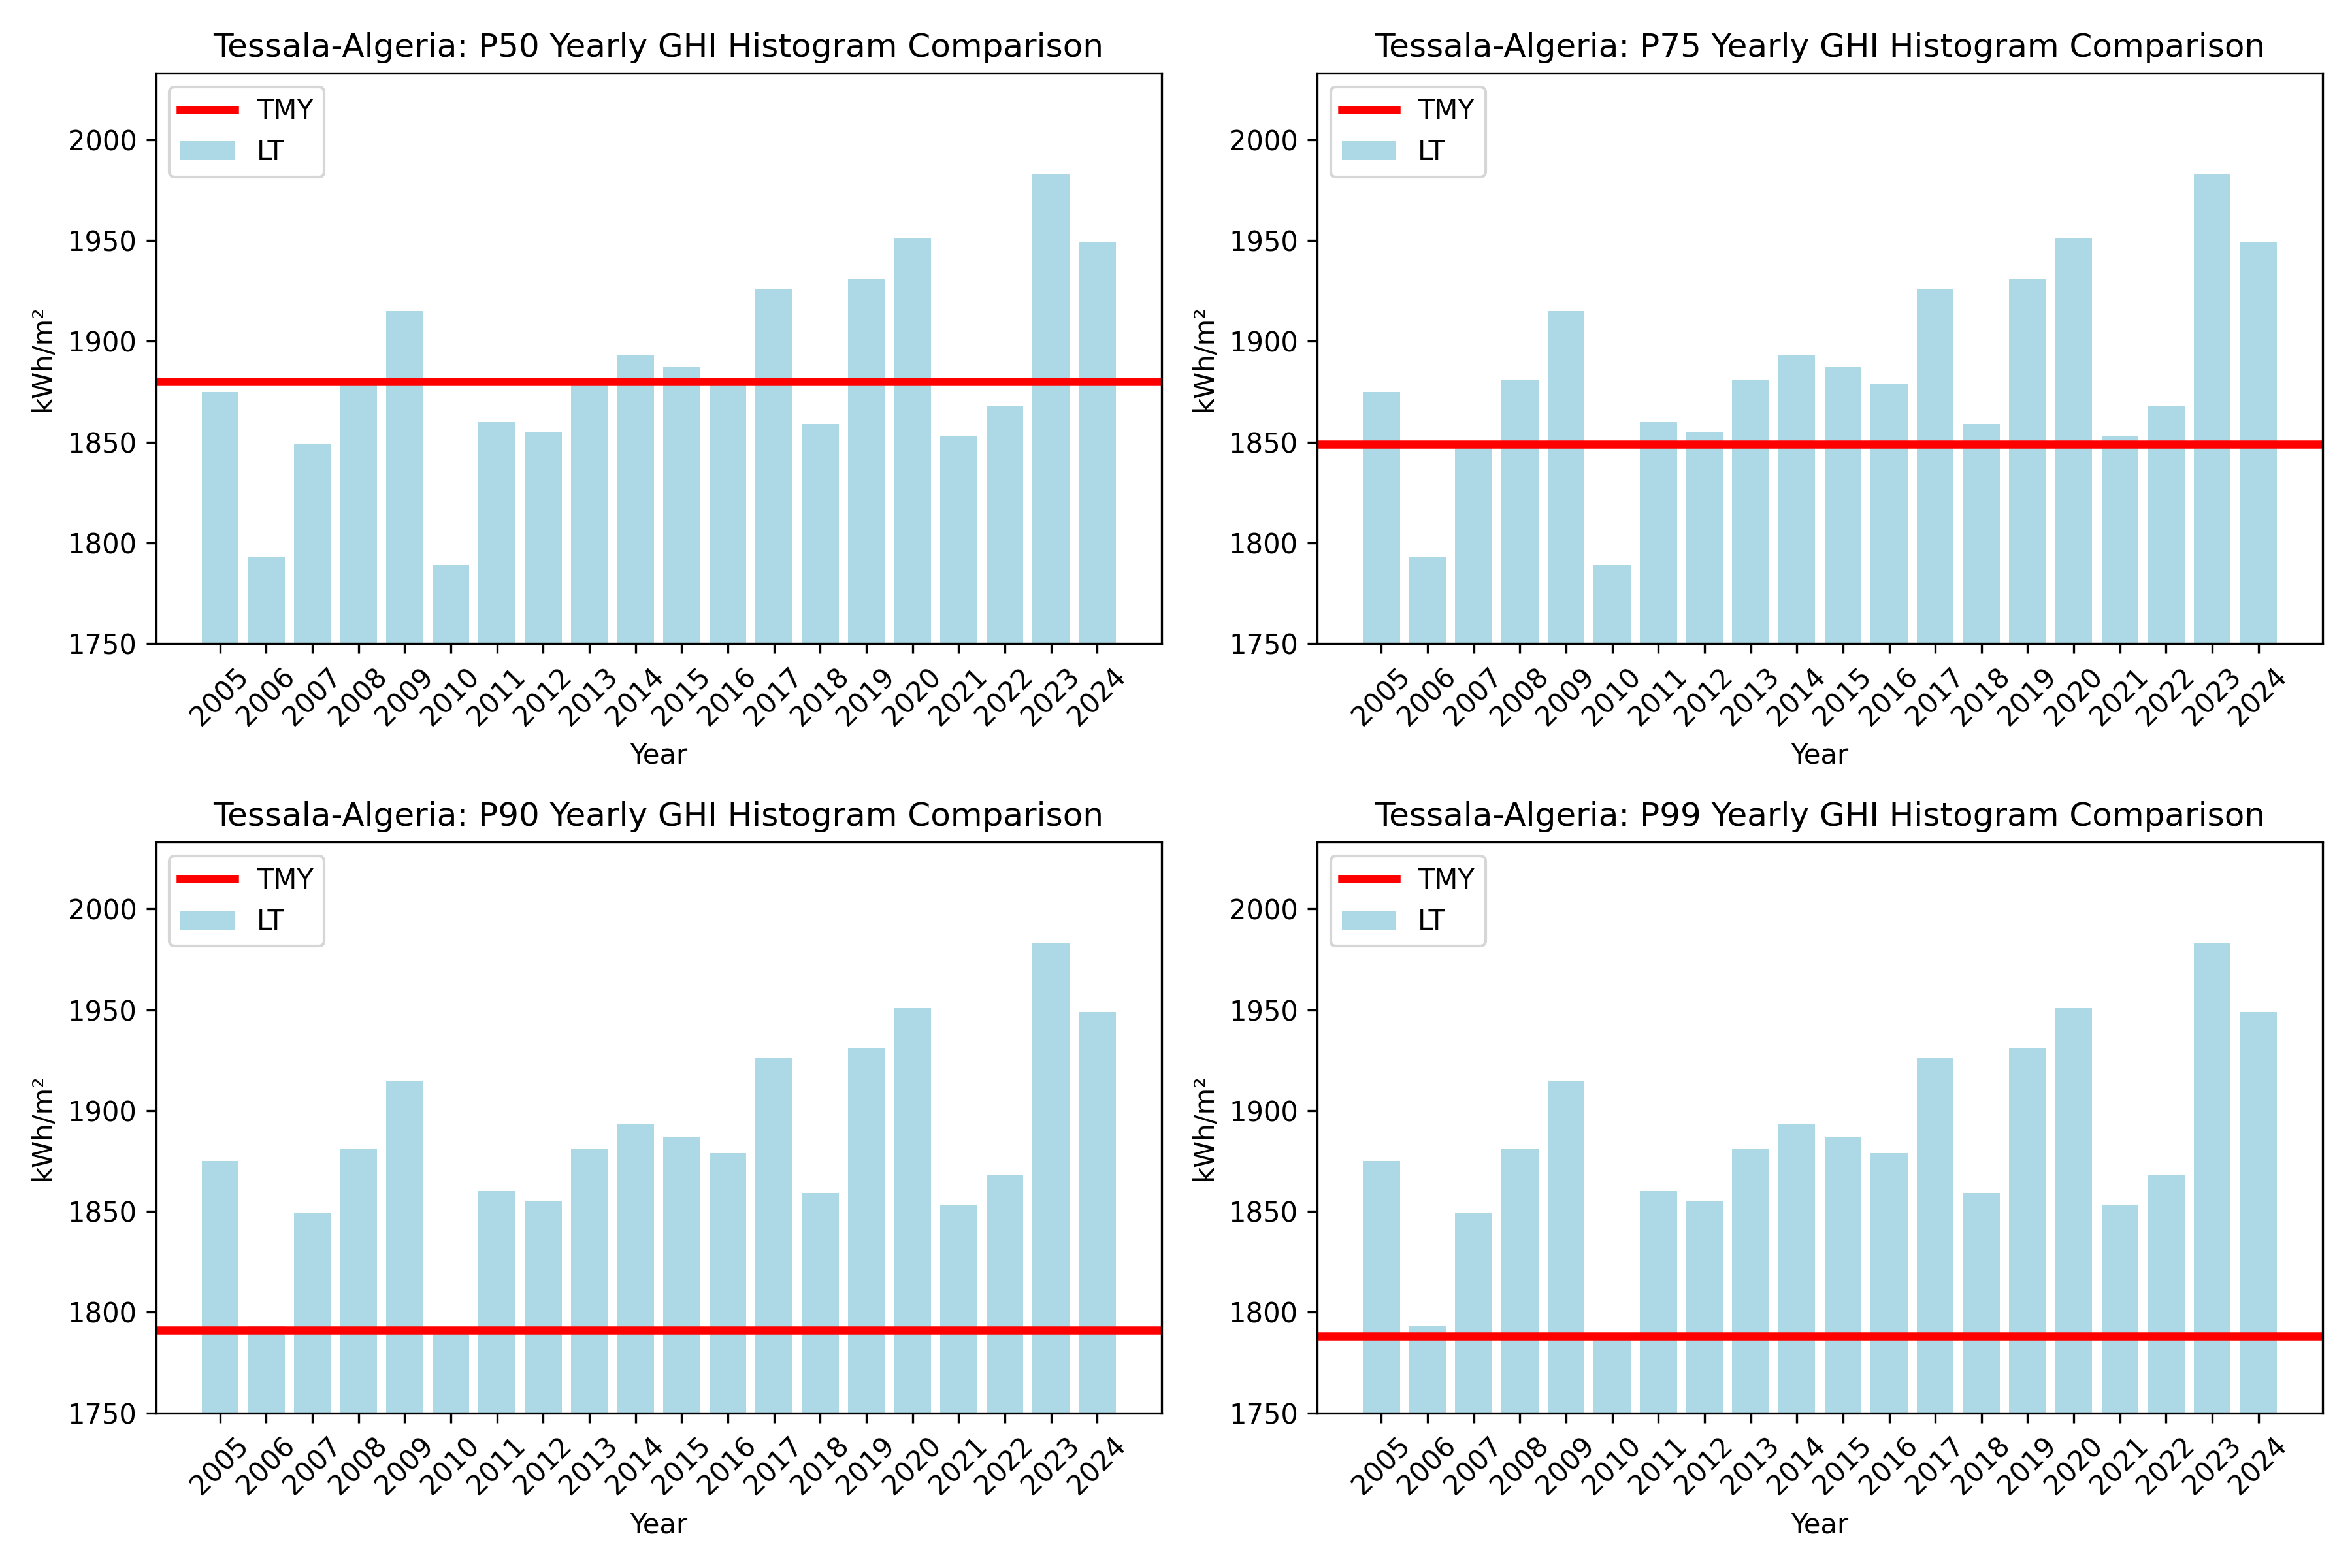 Tessala-Algeria: P50 Yearly GHI Histogram Comparison
TMY
LT
kWh/m²
2000
1950
1900
1850
1800
1750
2005 2006 2007 2008 2009 2010 2011 2012 2013 2014 2015 2016 2017 2018 2019 2020 2021 2022 2023 2024
Year
Tessala-Algeria: P75 Yearly GHI Histogram Comparison
TMY
LT
kWh/m²
2000
1950
1900
1850
1800
1750
2005 2006 2007 2008 2009 2010 2011 2012 2013 2014 2015 2016 2017 2018 2019 2020 2021 2022 2023 2024
Year
Tessala-Algeria: P90 Yearly GHI Histogram Comparison
TMY
LT
kWh/m²
2000
1950
1900
1850
1800
1750
2005 2006 2007 2008 2009 2010 2011 2012 2013 2014 2015 2016 2017 2018 2019 2020 2021 2022 2023 2024
Year
Tessala-Algeria: P99 Yearly GHI Histogram Comparison
TMY
LT
kWh/m²
2000
1950
1900
1850
1800
1750
2005 2006 2007 2008 2009 2010 2011 2012 2013 2014 2015 2016 2017 2018 2019 2020 2021 2022 2023 2024
Year